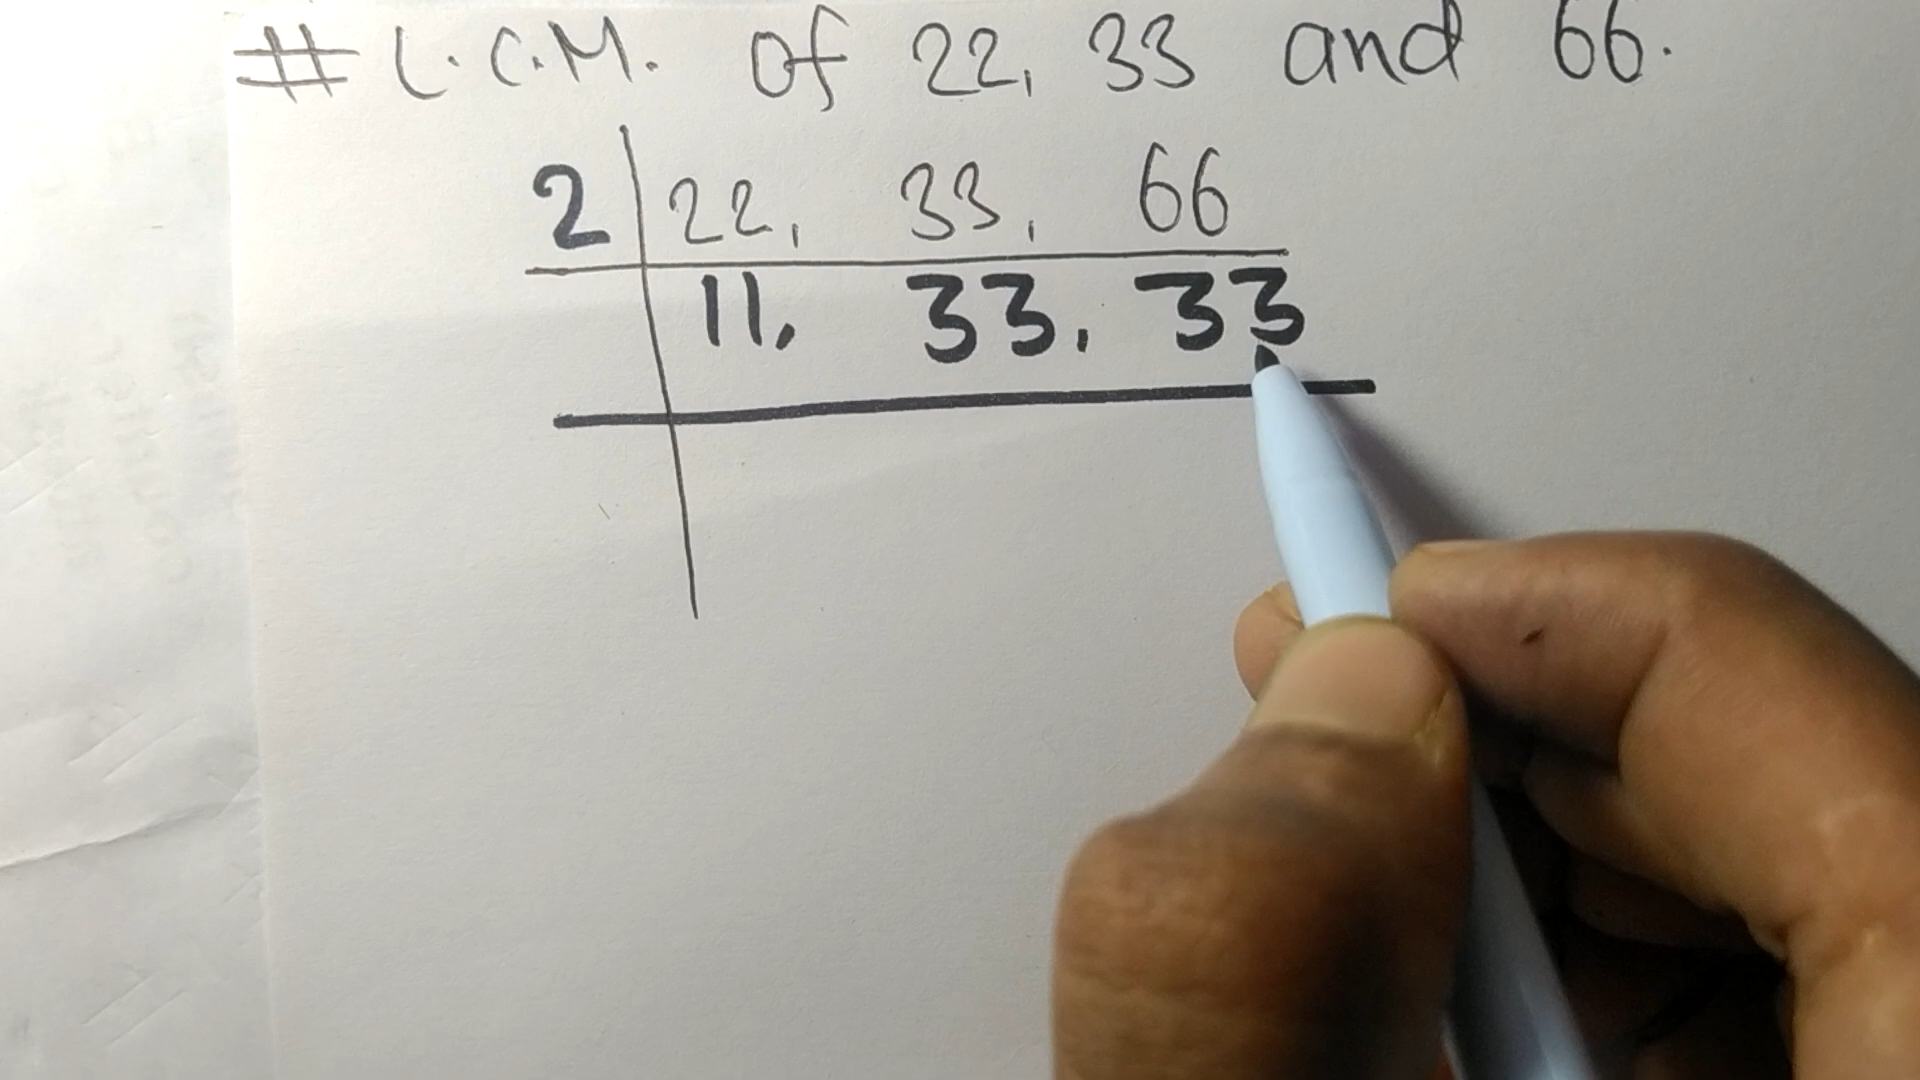 # L.C.M. of 22, 33 and 66.
2 22, 33, 66
11, 33, 33